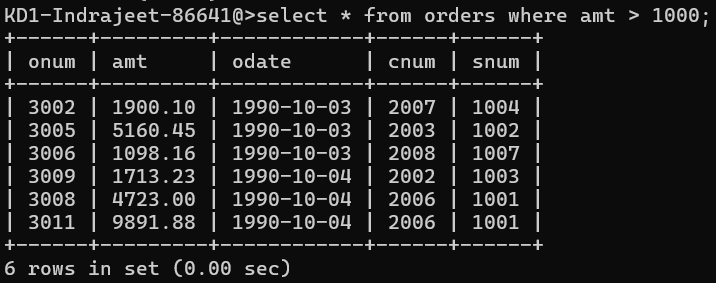 KD1-Indrajeet-86641@>select * from orders where amt > 1000;
+------+---------+------------+------+------+
| onum | amt     | odate      | cnum | snum |
+------+---------+------------+------+------+
| 3002 | 1900.10 | 1990-10-03 | 2007 | 1004 |
| 3005 | 5160.45 | 1990-10-03 | 2003 | 1002 |
| 3006 | 1098.16 | 1990-10-03 | 2008 | 1007 |
| 3009 | 1713.23 | 1990-10-04 | 2002 | 1003 |
| 3008 | 4723.00 | 1990-10-04 | 2006 | 1001 |
| 3011 | 9891.88 | 1990-10-04 | 2006 | 1001 |
+------+---------+------------+------+------+
6 rows in set (0.00 sec)